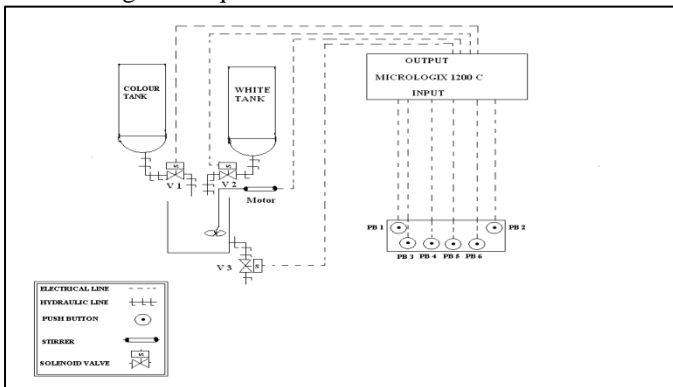 OUTPUT
MICROLOGIX 1200 C
INPUT
COLOUR
TANK
WHITE
TANK
S
S
V 1
V 2
Motor
PB 1
PB 2
PB 3
PB 4
PB 5
PB 6
V 3
S
ELECTRICAL LINE
HYDRAULIC LINE
PUSH BUTTON
STIRRER
SOLENOID VALVE